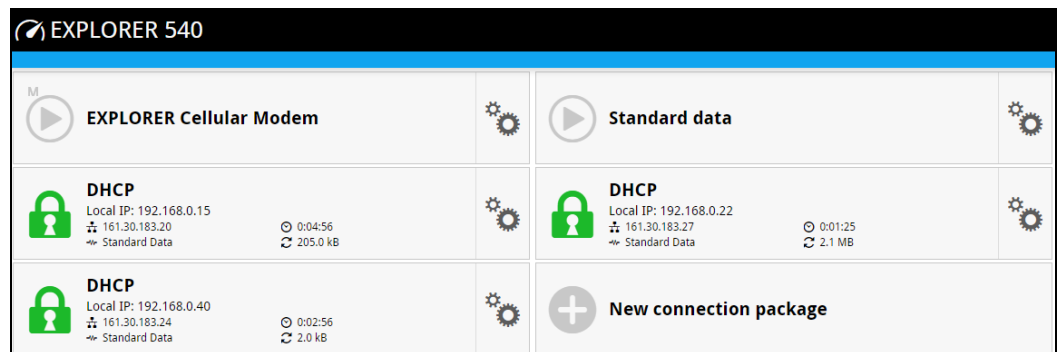 EXPLORER 540
M
EXPLORER Cellular Modem
Standard data
DHCP
Local IP: 192.168.0.15
161.30.183.20 0:04:56
Standard Data 205.0 kB
DHCP
Local IP: 192.168.0.22
161.30.183.27 0:01:25
Standard Data 2.1 MB
DHCP
Local IP: 192.168.0.40
161.30.183.24 0:02:56
Standard Data 2.0 kB
New connection package